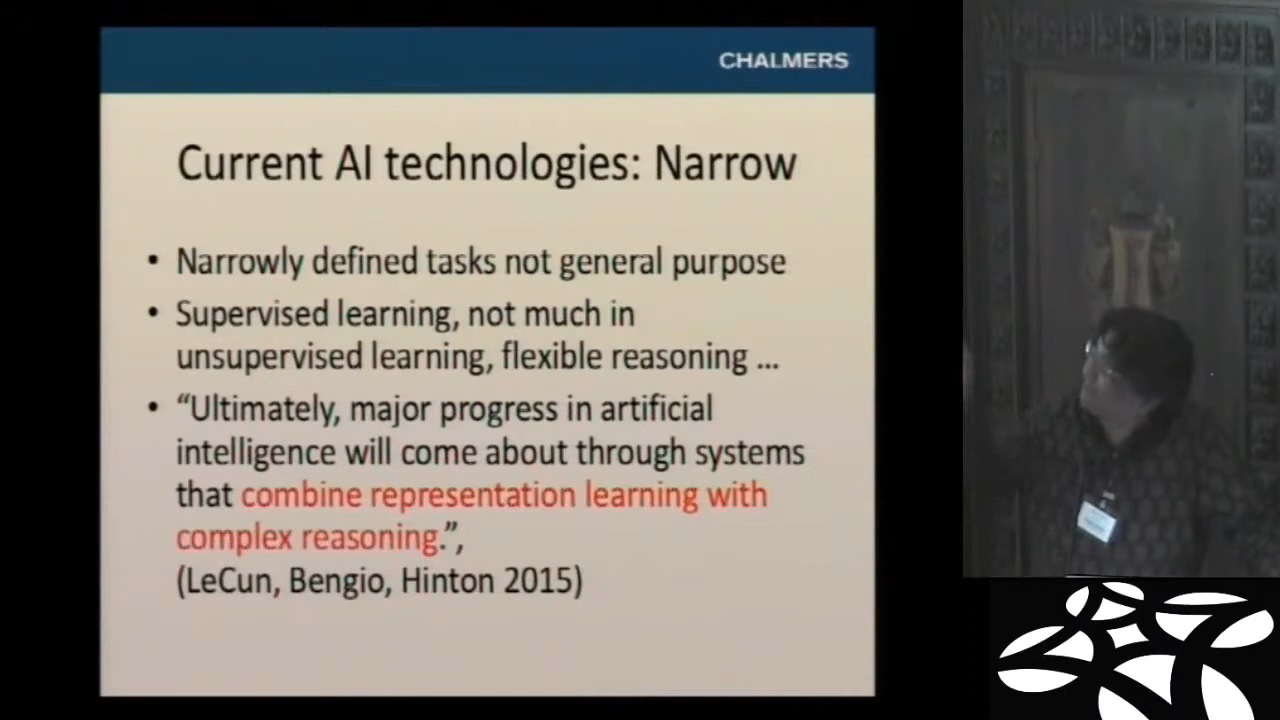 CHALMERS
Current AI technologies: Narrow
• Narrowly defined tasks not general purpose
• Supervised learning, not much in
unsupervised learning, flexible reasoning ...
• “Ultimately, major progress in artificial
intelligence will come about through systems
that combine representation learning with
complex reasoning.”,
(LeCun, Bengio, Hinton 2015)